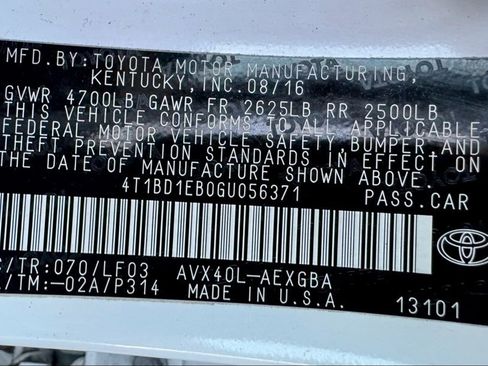 MFD. BY: TOYOTA MOTOR MANUFACTURING,
KENTUCKY, INC. 08/16
GVWR 4700LB GAWR FR 2625LB RR 2500LB
THIS VEHICLE CONFORMS TO ALL APPLICABLE
FEDERAL MOTOR VEHICLE SAFETY BUMPER AND
THEFT PREVENTION STANDARDS IN EFFECT ON
THE DATE OF MANUFACTURE SHOWN ABOVE.
4T1BD1EB0GU056371 PASS.CAR
C/TR: 070/LF03 AVX40L-AEXGBA
/TM:-02A/P314 MADE IN U.S.A. 13101
TOYOTA